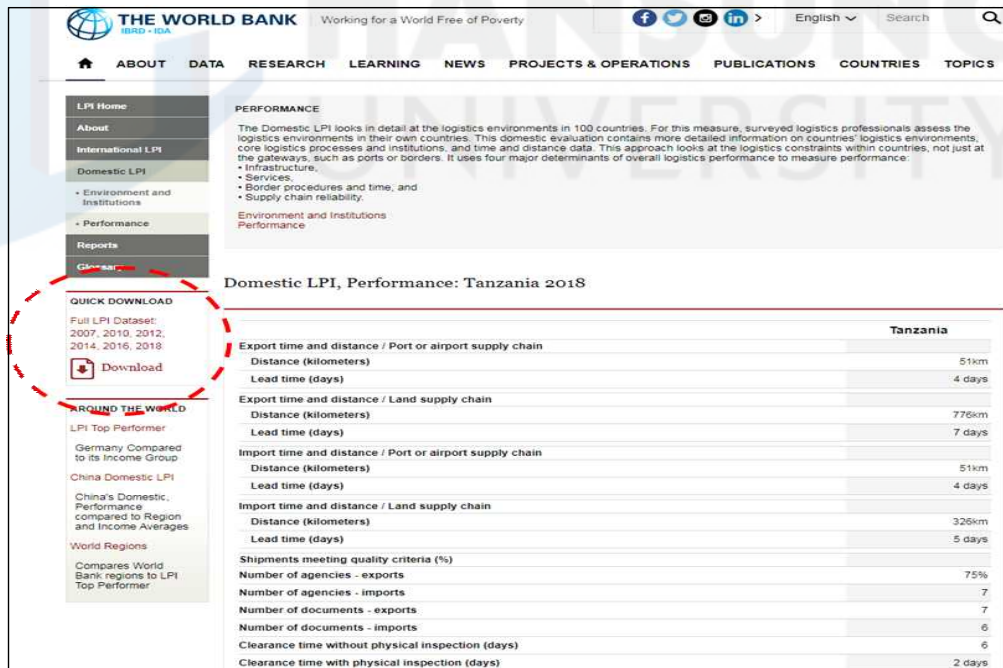 HANSUNG
UNIVERSITY
THE WORLD BANK
IBRD • IDA
Working for a World Free of Poverty
English
Search
ABOUT DATA RESEARCH LEARNING NEWS PROJECTS & OPERATIONS PUBLICATIONS COUNTRIES TOPICS
LPI Home
About
International LPI
Domestic LPI
• Environment and
Institutions
• Performance
Reports
Glossary
QUICK DOWNLOAD
Full LPI Dataset:
2007, 2010, 2012,
2014, 2016, 2018
Download
AROUND THE WORLD
LPI Top Performer
Germany Compared
to its Income Group
China Domestic LPI
China's Domestic,
Performance
compared to Region
and Income Averages
World Regions
Compares World
Bank regions to LPI
Top Performer
PERFORMANCE
The Domestic LPI looks in detail at the logistics environments in 100 countries. For this measure, surveyed logistics professionals assess the
logistics environments in their own countries. This domestic evaluation contains more detailed information on countries' logistics environments,
core logistics processes and institutions, and time and distance data. This approach looks at the logistics constraints within countries, not just at
the gateways, such as ports or borders. It uses four major determinants of overall logistics performance to measure performance:
• Infrastructure,
• Services,
• Border procedures and time, and
• Supply chain reliability.
Environment and Institutions
Performance
Domestic LPI, Performance: Tanzania 2018
Tanzania
Export time and distance / Port or airport supply chain
Distance (kilometers) 51km
Lead time (days) 4 days
Export time and distance / Land supply chain
Distance (kilometers) 776km
Lead time (days) 7 days
Import time and distance / Port or airport supply chain
Distance (kilometers) 51km
Lead time (days) 4 days
Import time and distance / Land supply chain
Distance (kilometers) 326km
Lead time (days) 5 days
Shipments meeting quality criteria (%)
Number of agencies - exports 75%
Number of agencies - imports 7
Number of documents - exports 7
Number of documents - imports 6
Clearance time without physical inspection (days) 6
Clearance time with physical inspection (days) 2 days